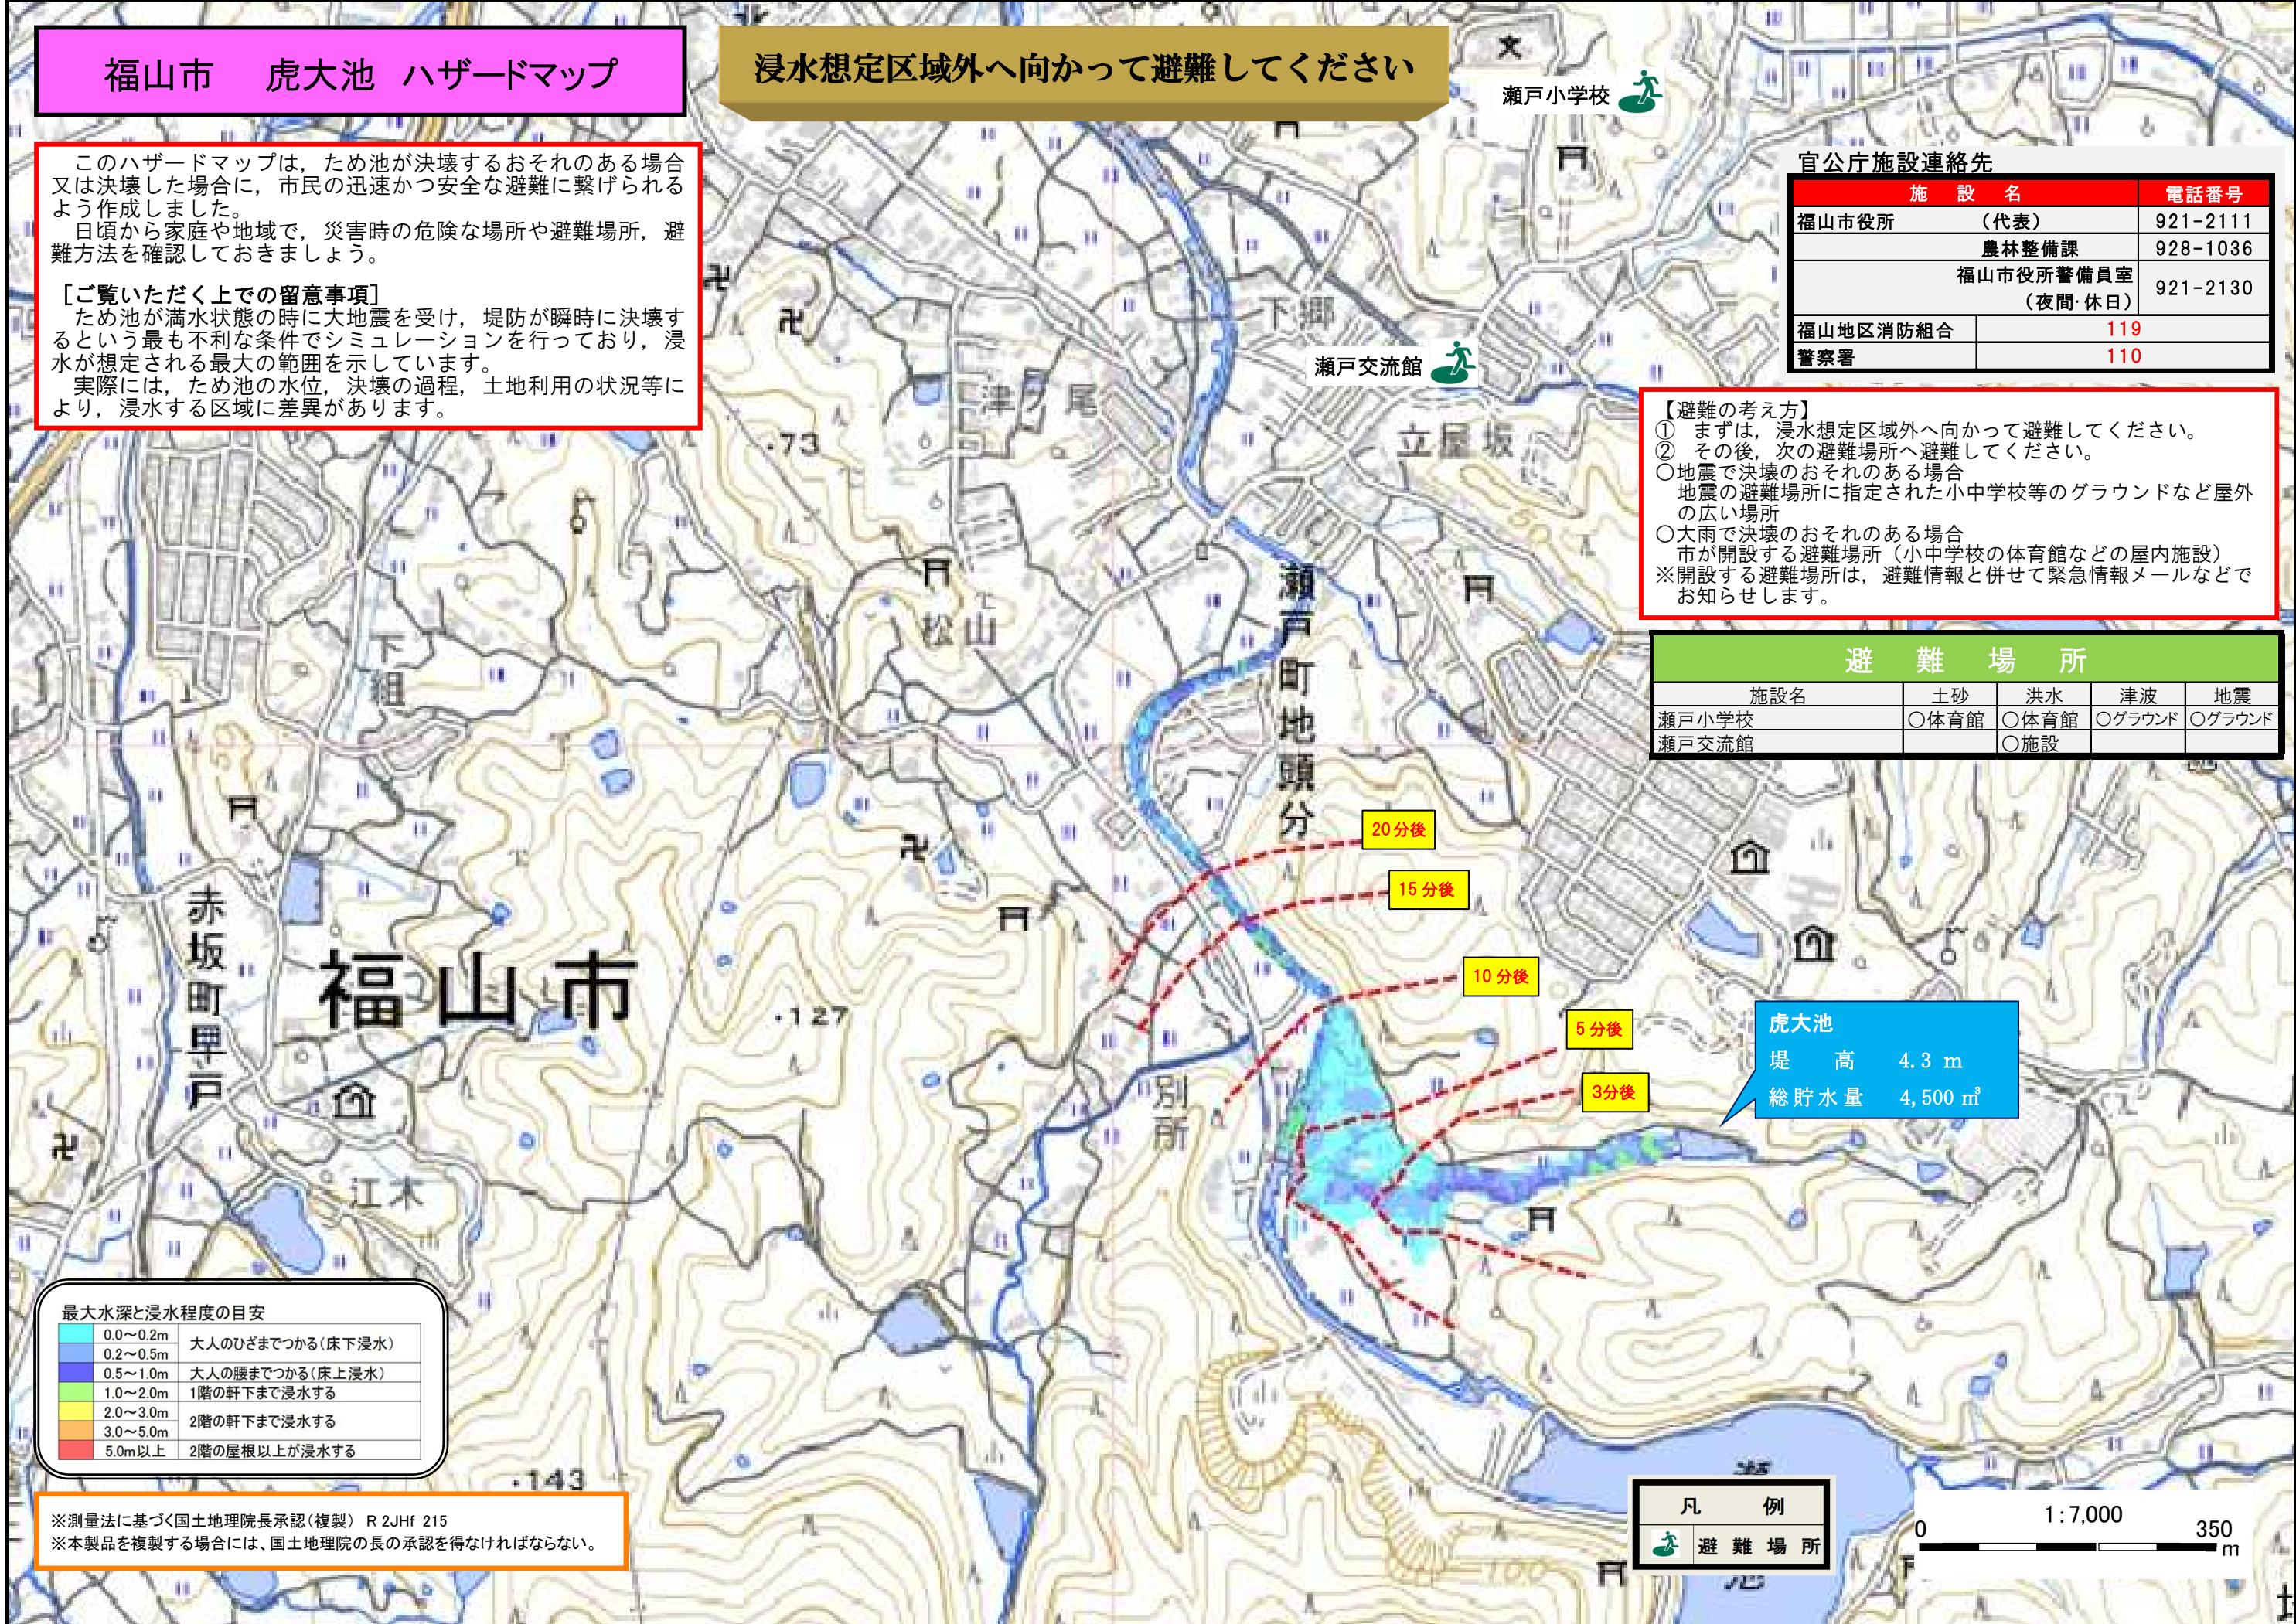 福山市　虎大池 ハザードマップ
浸水想定区域外へ向かって避難してください
このハザードマップは，ため池が決壊するおそれのある場合
又は決壊した場合に，市民の迅速かつ安全な避難に繋げられる
よう作成しました。
日頃から家庭や地域で，災害時の危険な場所や避難場所，避
難方法を確認しておきましょう。
［ご覧いただく上での留意事項］
ため池が満水状態の時に大地震を受け，堤防が瞬時に決壊す
るという最も不利な条件でシミュレーションを行っており，浸
水が想定される最大の範囲を示しています。
実際には，ため池の水位，決壊の過程，土地利用の状況等に
より，浸水する区域に差異があります。
瀬戸小学校
官公庁施設連絡先
施 設 名 電話番号
福山市役所 （代表） 921-2111
農林整備課 928-1036
福山市役所警備員室
（夜間・休日） 921-2130
福山地区消防組合 119
警察署 110
瀬戸交流館
【避難の考え方】
① まずは，浸水想定区域外へ向かって避難してください。
② その後，次の避難場所へ避難してください。
○地震で決壊のおそれのある場合
地震の避難場所に指定された小中学校等のグラウンドなど屋外
の広い場所
○大雨で決壊のおそれのある場合
市が開設する避難場所（小中学校の体育館などの屋内施設）
※開設する避難場所は，避難情報と併せて緊急情報メールなどで
お知らせします。
避 難 場 所
施設名 土砂 洪水 津波 地震
瀬戸小学校 ○体育館 ○体育館 ○グラウンド ○グラウンド
瀬戸交流館 ○施設
文
下郷
津ヶ尾
立屋坂
73
松山
下組
59
瀬戸町地頭分
20分後
15分後
10分後
5分後
3分後
虎大池
堤 高 4.3 m
総貯水量 4,500 ㎥
赤坂町早戸
福山市
127
別所
江木
143
100
最大水深と浸水程度の目安
0.0～0.2m 大人のひざまでつかる（床下浸水）
0.2～0.5m
0.5～1.0m 大人の腰までつかる（床上浸水）
1.0～2.0m 1階の軒下まで浸水する
2.0～3.0m 2階の軒下まで浸水する
3.0～5.0m
5.0m以上 2階の屋根以上が浸水する
※測量法に基づく国土地理院長承認（複製） R 2JHf 215
※本製品を複製する場合には、国土地理院の長の承認を得なければならない。
凡 例
避難場所
1：7,000
0 350
m